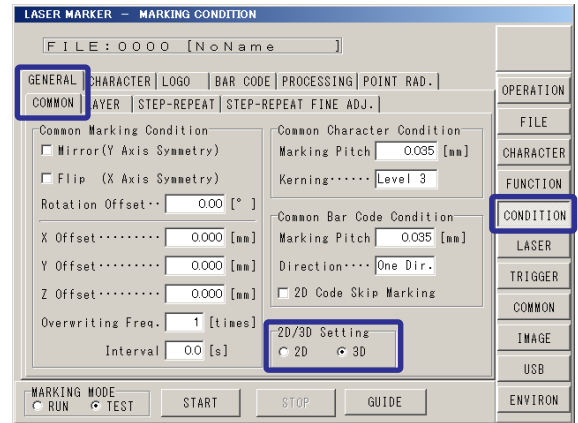 LASER MARKER － MARKING CONDITION
FILE:0000 [NoName ]
GENERAL CHARACTER LOGO BAR CODE PROCESSING POINT RAD.
COMMON LAYER STEP-REPEAT STEP-REPEAT FINE ADJ.
Common Marking Condition
Mirror(Y Axis Symmetry)
Flip (X Axis Symmetry)
Rotation Offset·· 0.00 [° ]
X Offset········· 0.000 [mm]
Y Offset········· 0.000 [mm]
Z Offset········· 0.000 [mm]
Overwriting Freq. 1 [times]
Interval 0.0 [s]
Common Character Condition
Marking Pitch 0.035 [mm]
Kerning······ Level 3
Common Bar Code Condition
Marking Pitch 0.035 [mm]
Direction···· One Dir.
2D Code Skip Marking
2D/3D Setting
2D 3D
MARKING MODE
RUN TEST START STOP GUIDE
OPERATION
FILE
CHARACTER
FUNCTION
CONDITION
LASER
TRIGGER
COMMON
IMAGE
USB
ENVIRON